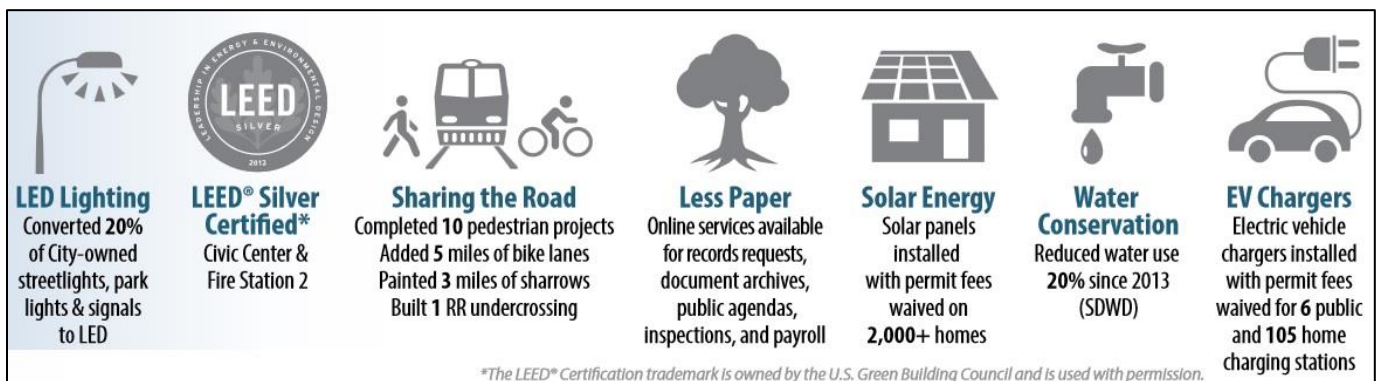 LEADERSHIP IN ENERGY & ENVIRONMENTAL DESIGN
LEED
SILVER
2013
LED Lighting
Converted 20%
of City-owned
streetlights, park
lights & signals
to LED
LEED® Silver
Certified*
Civic Center &
Fire Station 2
Sharing the Road
Completed 10 pedestrian projects
Added 5 miles of bike lanes
Painted 3 miles of sharrows
Built 1 RR undercrossing
Less Paper
Online services available
for records requests,
document archives,
public agendas,
inspections, and payroll
Solar Energy
Solar panels
installed
with permit fees
waived on
2,000+ homes
Water
Conservation
Reduced water use
20% since 2013
(SDWD)
EV Chargers
Electric vehicle
chargers installed
with permit fees
waived for 6 public
and 105 home
charging stations
*The LEED® Certification trademark is owned by the U.S. Green Building Council and is used with permission.